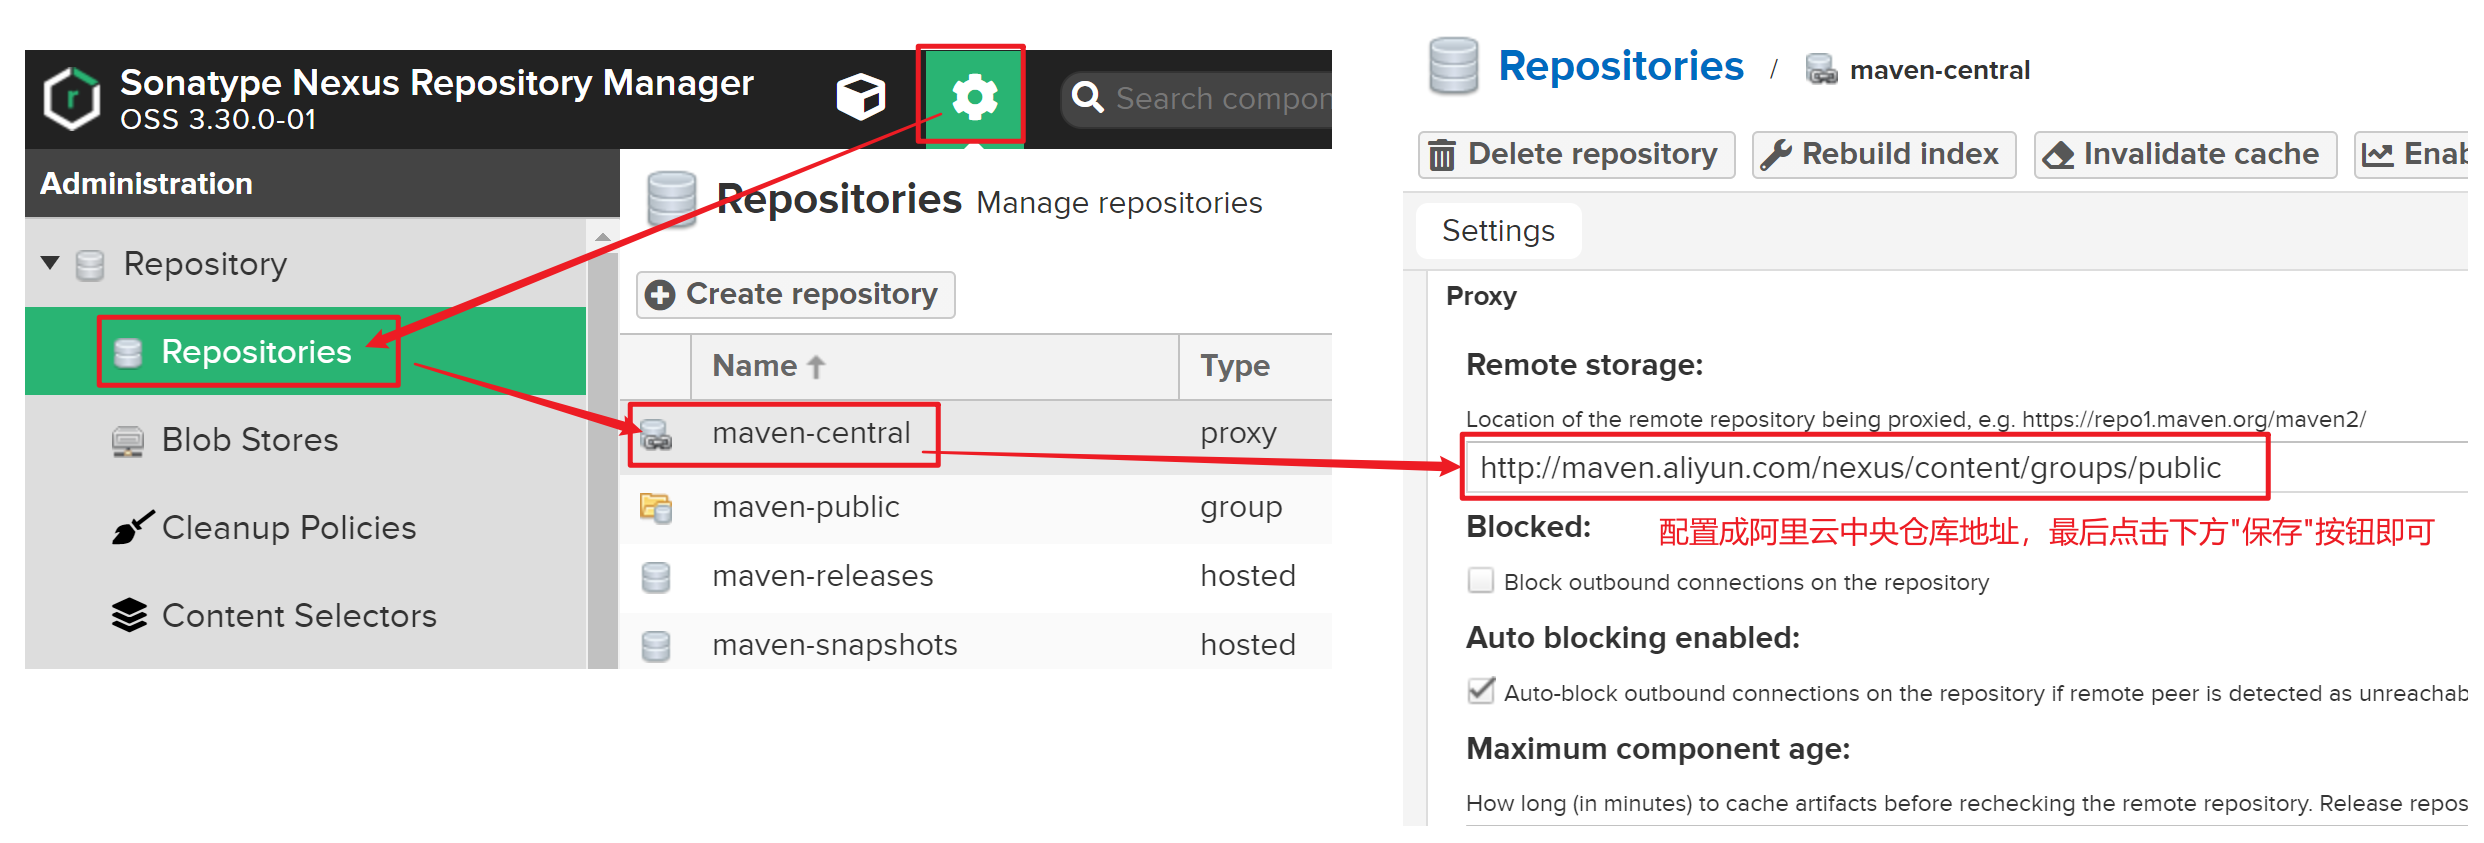 Sonatype Nexus Repository Manager
OSS 3.30.0-01
Search compon
Administration
Repository
Repositories
Blob Stores
Cleanup Policies
Content Selectors
Repositories Manage repositories
Create repository
Name Type
maven-central proxy
maven-public group
maven-releases hosted
maven-snapshots hosted
Repositories / maven-central
Delete repository Rebuild index Invalidate cache Enab
Settings
Proxy
Remote storage:
Location of the remote repository being proxied, e.g. https://repo1.maven.org/maven2/
http://maven.aliyun.com/nexus/content/groups/public
Blocked:
配置成阿里云中央仓库地址，最后点击下方"保存"按钮即可
Block outbound connections on the repository
Auto blocking enabled:
Auto-block outbound connections on the repository if remote peer is detected as unreachab
Maximum component age:
How long (in minutes) to cache artifacts before rechecking the remote repository. Release repos